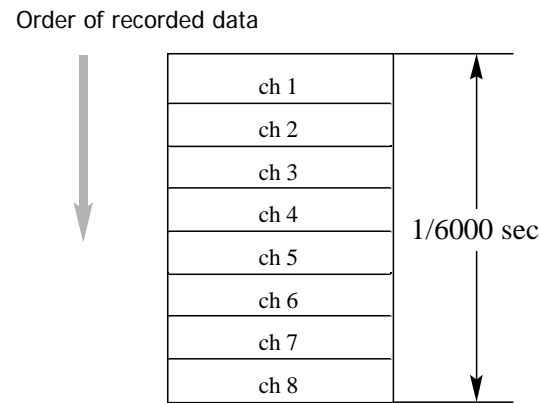 Order of recorded data
ch 1
ch 2
ch 3
ch 4
1/6000 sec
ch 5
ch 6
ch 7
ch 8